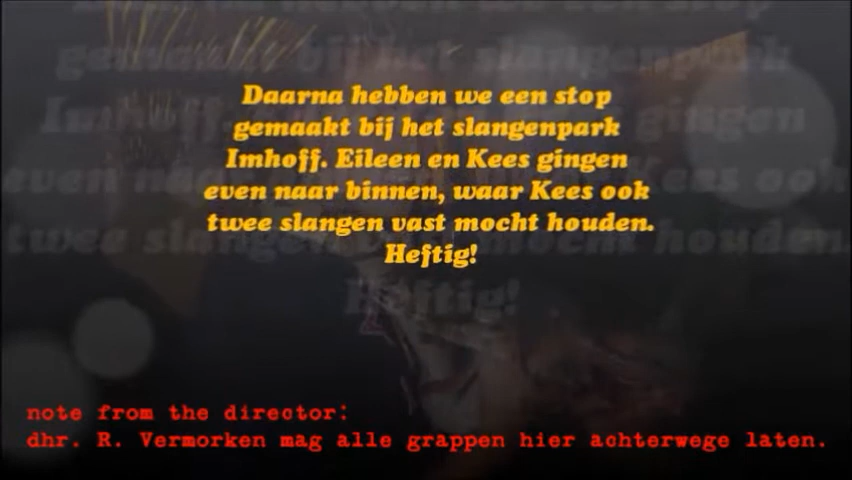 Daarna hebben we een stop
gemaakt bij het slangenpark
Imhoff. Eileen en Kees gingen
even naar binnen, waar Kees ook
twee slangen vast mocht houden.
Heftig!
note from the director:
dhr. R. Vermorken mag alle grappen hier achterwege laten.